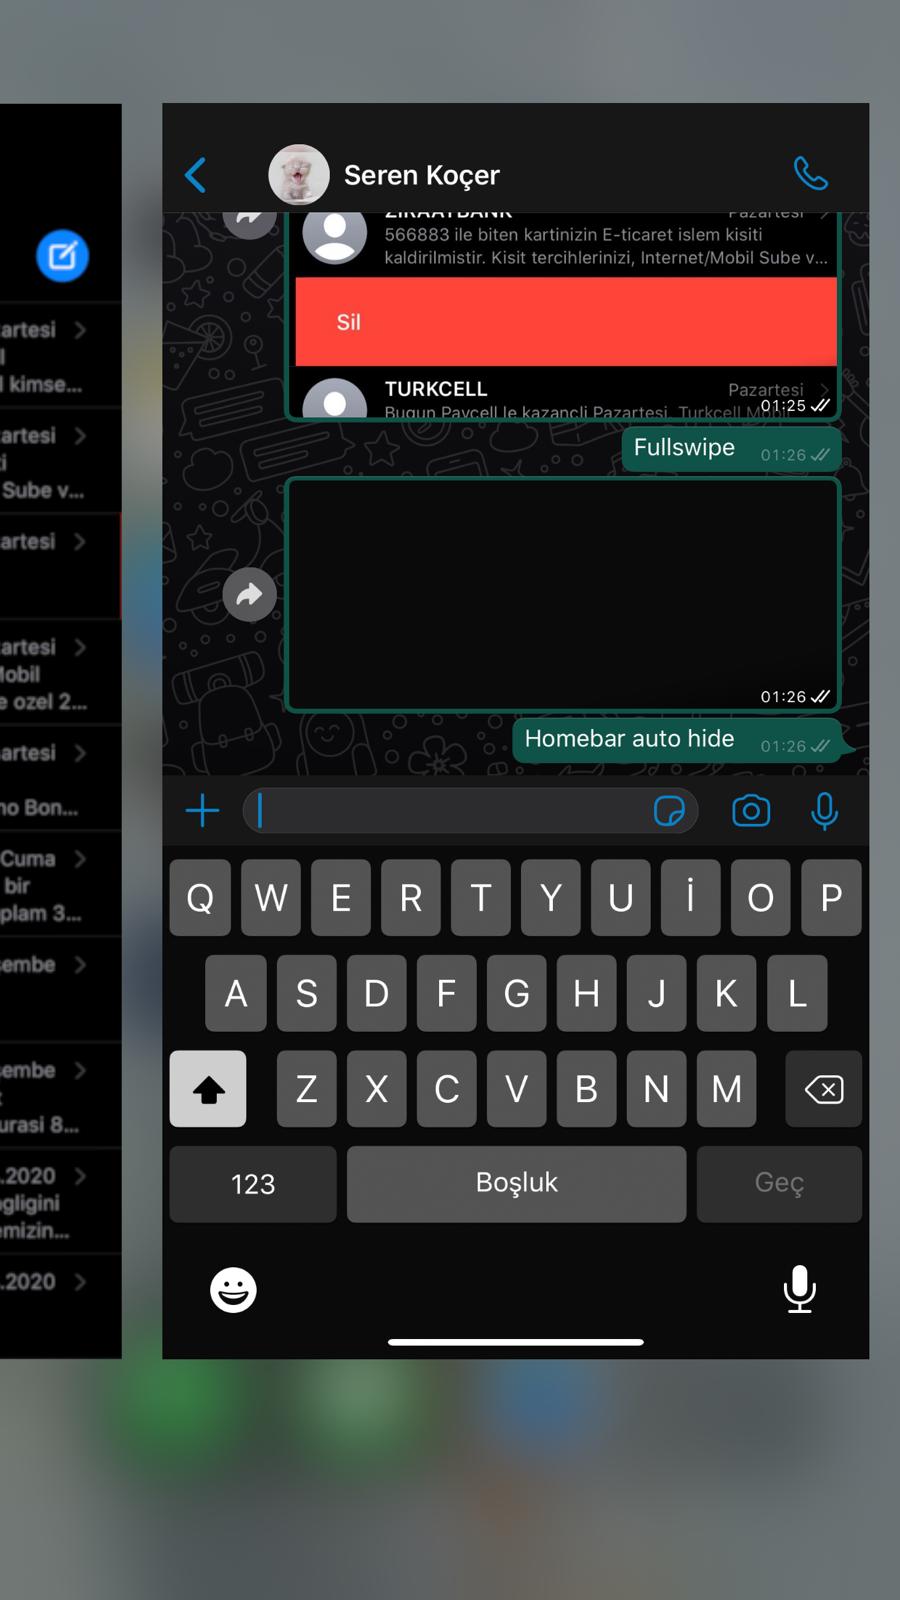 Seren Koçer
ZIRAATBANK
Pazartesi
566883 ile biten kartinizin E-ticaret islem kisiti
kaldirilmistir. Kisit tercihlerinizi, Internet/Mobil Sube v...
Sil
TURKCELL
Pazartesi
Bugun Paycell le kazancli Pazartesi, Turkcell Mobil
01:25
Fullswipe
01:26
01:26
Homebar auto hide
01:26
artesi
l
l kimse...
artesi
i
Sube v...
artesi
artesi
Mobil
e ozel 2...
artesi
no Bon...
Cuma
bir
plam 3...
embe
embe
urasi 8...
.2020
gligini
emizin...
.2020
Q W E R T Y U İ O P
A S D F G H J K L
Z X C V B N M
123
Boşluk
Geç